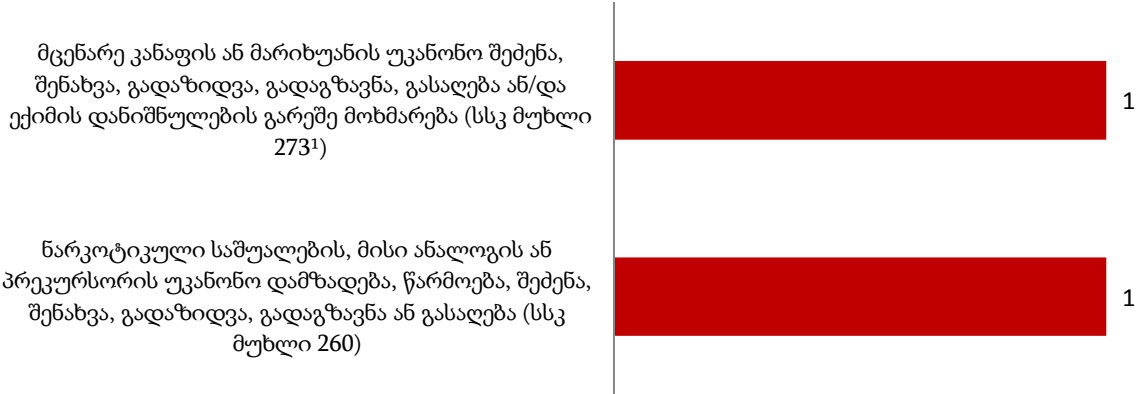 მცენარე კანაფის ან მარიხუანის უკანონო შეძენა,
შენახვა, გადაზიდვა, გადაგზავნა, გასაღება ან/და
ექიმის დანიშნულების გარეშე მოხმარება (სსკ მუხლი
273¹)
1
ნარკოტიკული საშუალების, მისი ანალოგის ან
პრეკურსორის უკანონო დამზადება, წარმოება, შეძენა,
შენახვა, გადაზიდვა, გადაგზავნა ან გასაღება (სსკ
მუხლი 260)
1